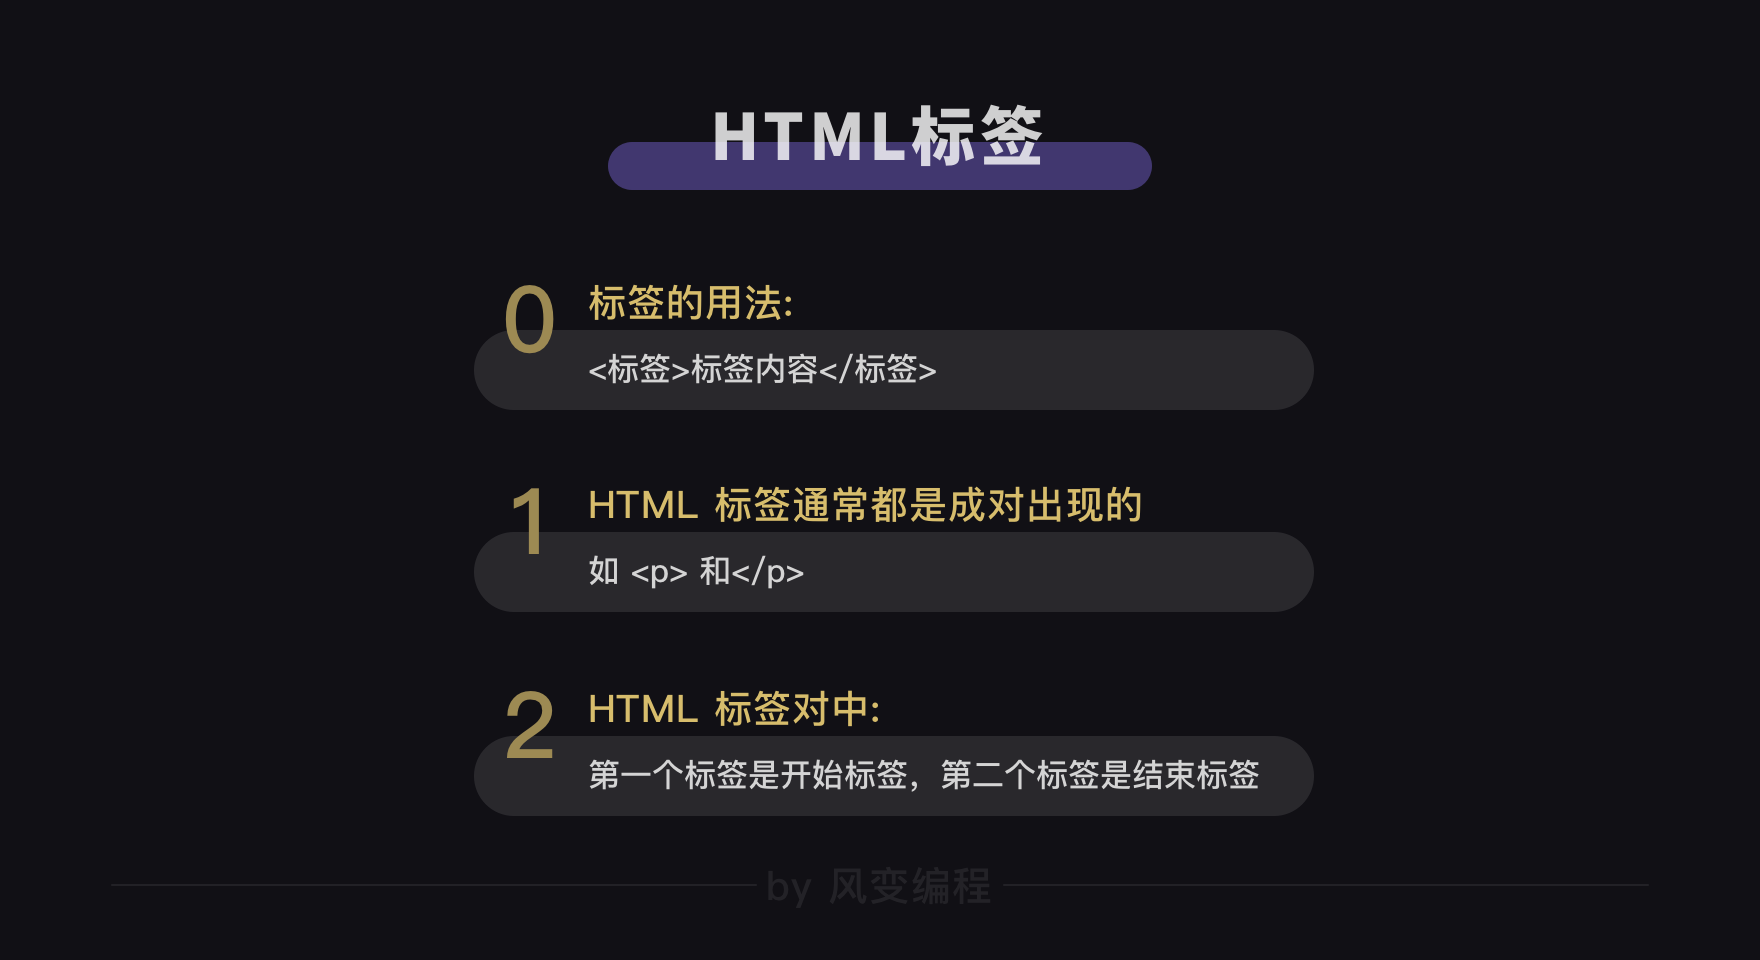 HTML标签
0
标签的用法:
<标签>标签内容</标签>
1
HTML 标签通常都是成对出现的
如 <p> 和</p>
2
HTML 标签对中:
第一个标签是开始标签，第二个标签是结束标签
by 风变编程